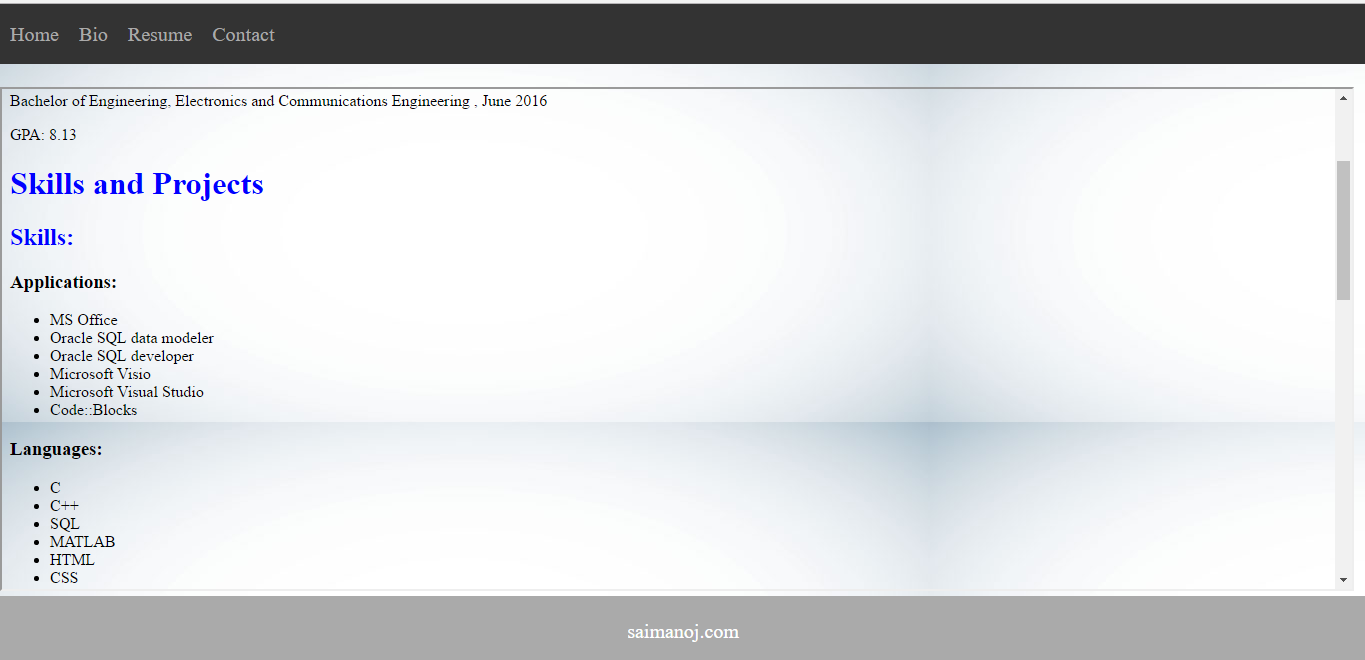 Home Bio Resume Contact
Bachelor of Engineering, Electronics and Communications Engineering , June 2016
GPA: 8.13
Skills and Projects
Skills:
Applications:
MS Office
Oracle SQL data modeler
Oracle SQL developer
Microsoft Visio
Microsoft Visual Studio
Code::Blocks
Languages:
C
C++
SQL
MATLAB
HTML
CSS
saimanoj.com